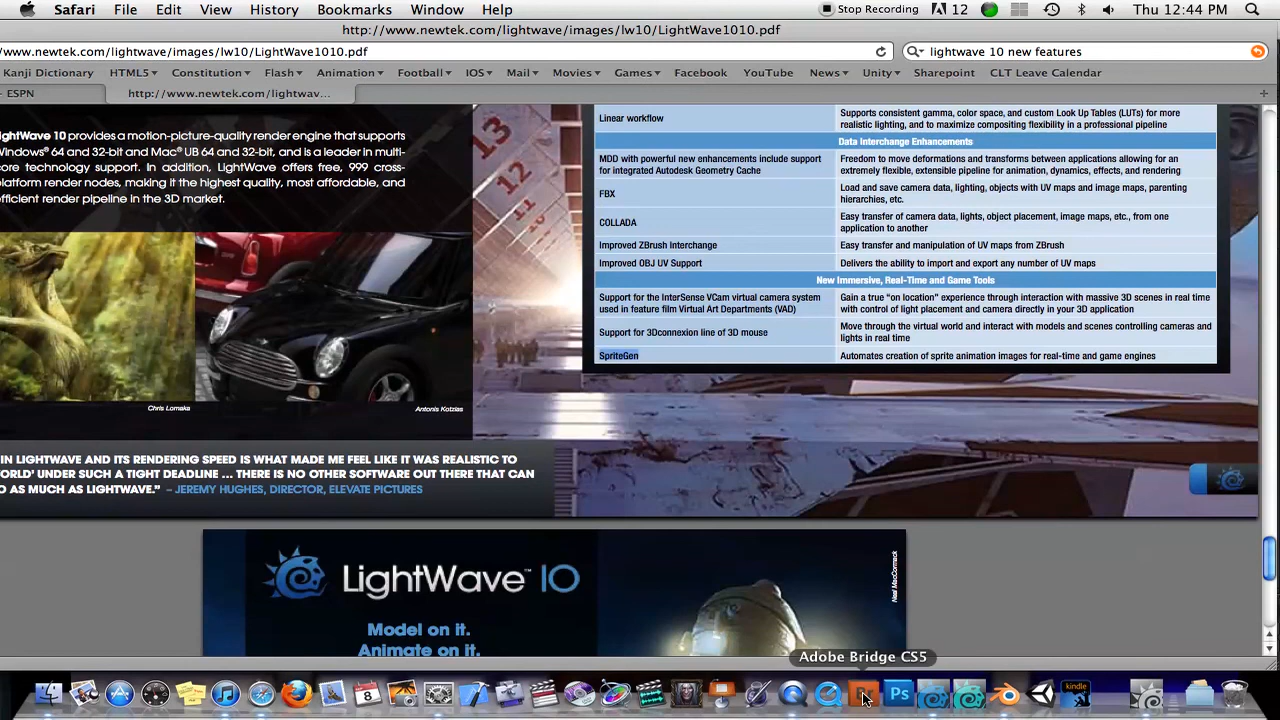 Safari File Edit View History Bookmarks Window Help Stop Recording 12 Thu 12:44 PM
http://www.newtek.com/lightwave/images/lw10/LightWave1010.pdf
/www.newtek.com/lightwave/images/lw10/LightWave1010.pdf lightwave 10 new features
Kanji Dictionary HTML5 Constitution Flash Animation Football IOS Mail Movies Games Facebook YouTube News Unity Sharepoint CLT Leave Calendar
ESPN http://www.newtek.com/lightwav...
ightWave 10 provides a motion-picture-quality render engine that supports
Windows® 64 and 32-bit and Mac® UB 64 and 32-bit, and is a leader in multi-
ore technology support. In addition, LightWave offers free, 999 cross-
latform render nodes, making it the highest quality, most affordable, and
fficient render pipeline in the 3D market.
13
12
11
Chris Lomaka
Antonis Kotzias
IN LIGHTWAVE AND ITS RENDERING SPEED IS WHAT MADE ME FEEL LIKE IT WAS REALISTIC TO
ORLD' UNDER SUCH A TIGHT DEADLINE ... THERE IS NO OTHER SOFTWARE OUT THERE THAT CAN
O AS MUCH AS LIGHTWAVE.” – JEREMY HUGHES, DIRECTOR, ELEVATE PICTURES
Linear workflow
Supports consistent gamma, color space, and custom Look Up Tables (LUTs) for more
realistic lighting, and to maximize compositing flexibility in a professional pipeline
Data Interchange Enhancements
MDD with powerful new enhancements include support
for integrated Autodesk Geometry Cache
Freedom to move deformations and transforms between applications allowing for an
extremely flexible, extensible pipeline for animation, dynamics, effects, and rendering
FBX
Load and save camera data, lighting, objects with UV maps and image maps, parenting
hierarchies, etc.
COLLADA
Easy transfer of camera data, lights, object placement, image maps, etc., from one
application to another
Improved ZBrush Interchange
Easy transfer and manipulation of UV maps from ZBrush
Improved OBJ UV Support
Delivers the ability to import and export any number of UV maps
New Immersive, Real-Time and Game Tools
Support for the InterSense VCam virtual camera system
used in feature film Virtual Art Departments (VAD)
Gain a true “on location” experience through interaction with massive 3D scenes in real time
with control of light placement and camera directly in your 3D application
Support for 3Dconnexion line of 3D mouse
Move through the virtual world and interact with models and scenes controlling cameras and
lights in real time
SpriteGen
Automates creation of sprite animation images for real-time and game engines
LightWave™ 10
Model on it.
Animate on it.
Neal MacCormack
Adobe Bridge CS5
8
Ps
kindle